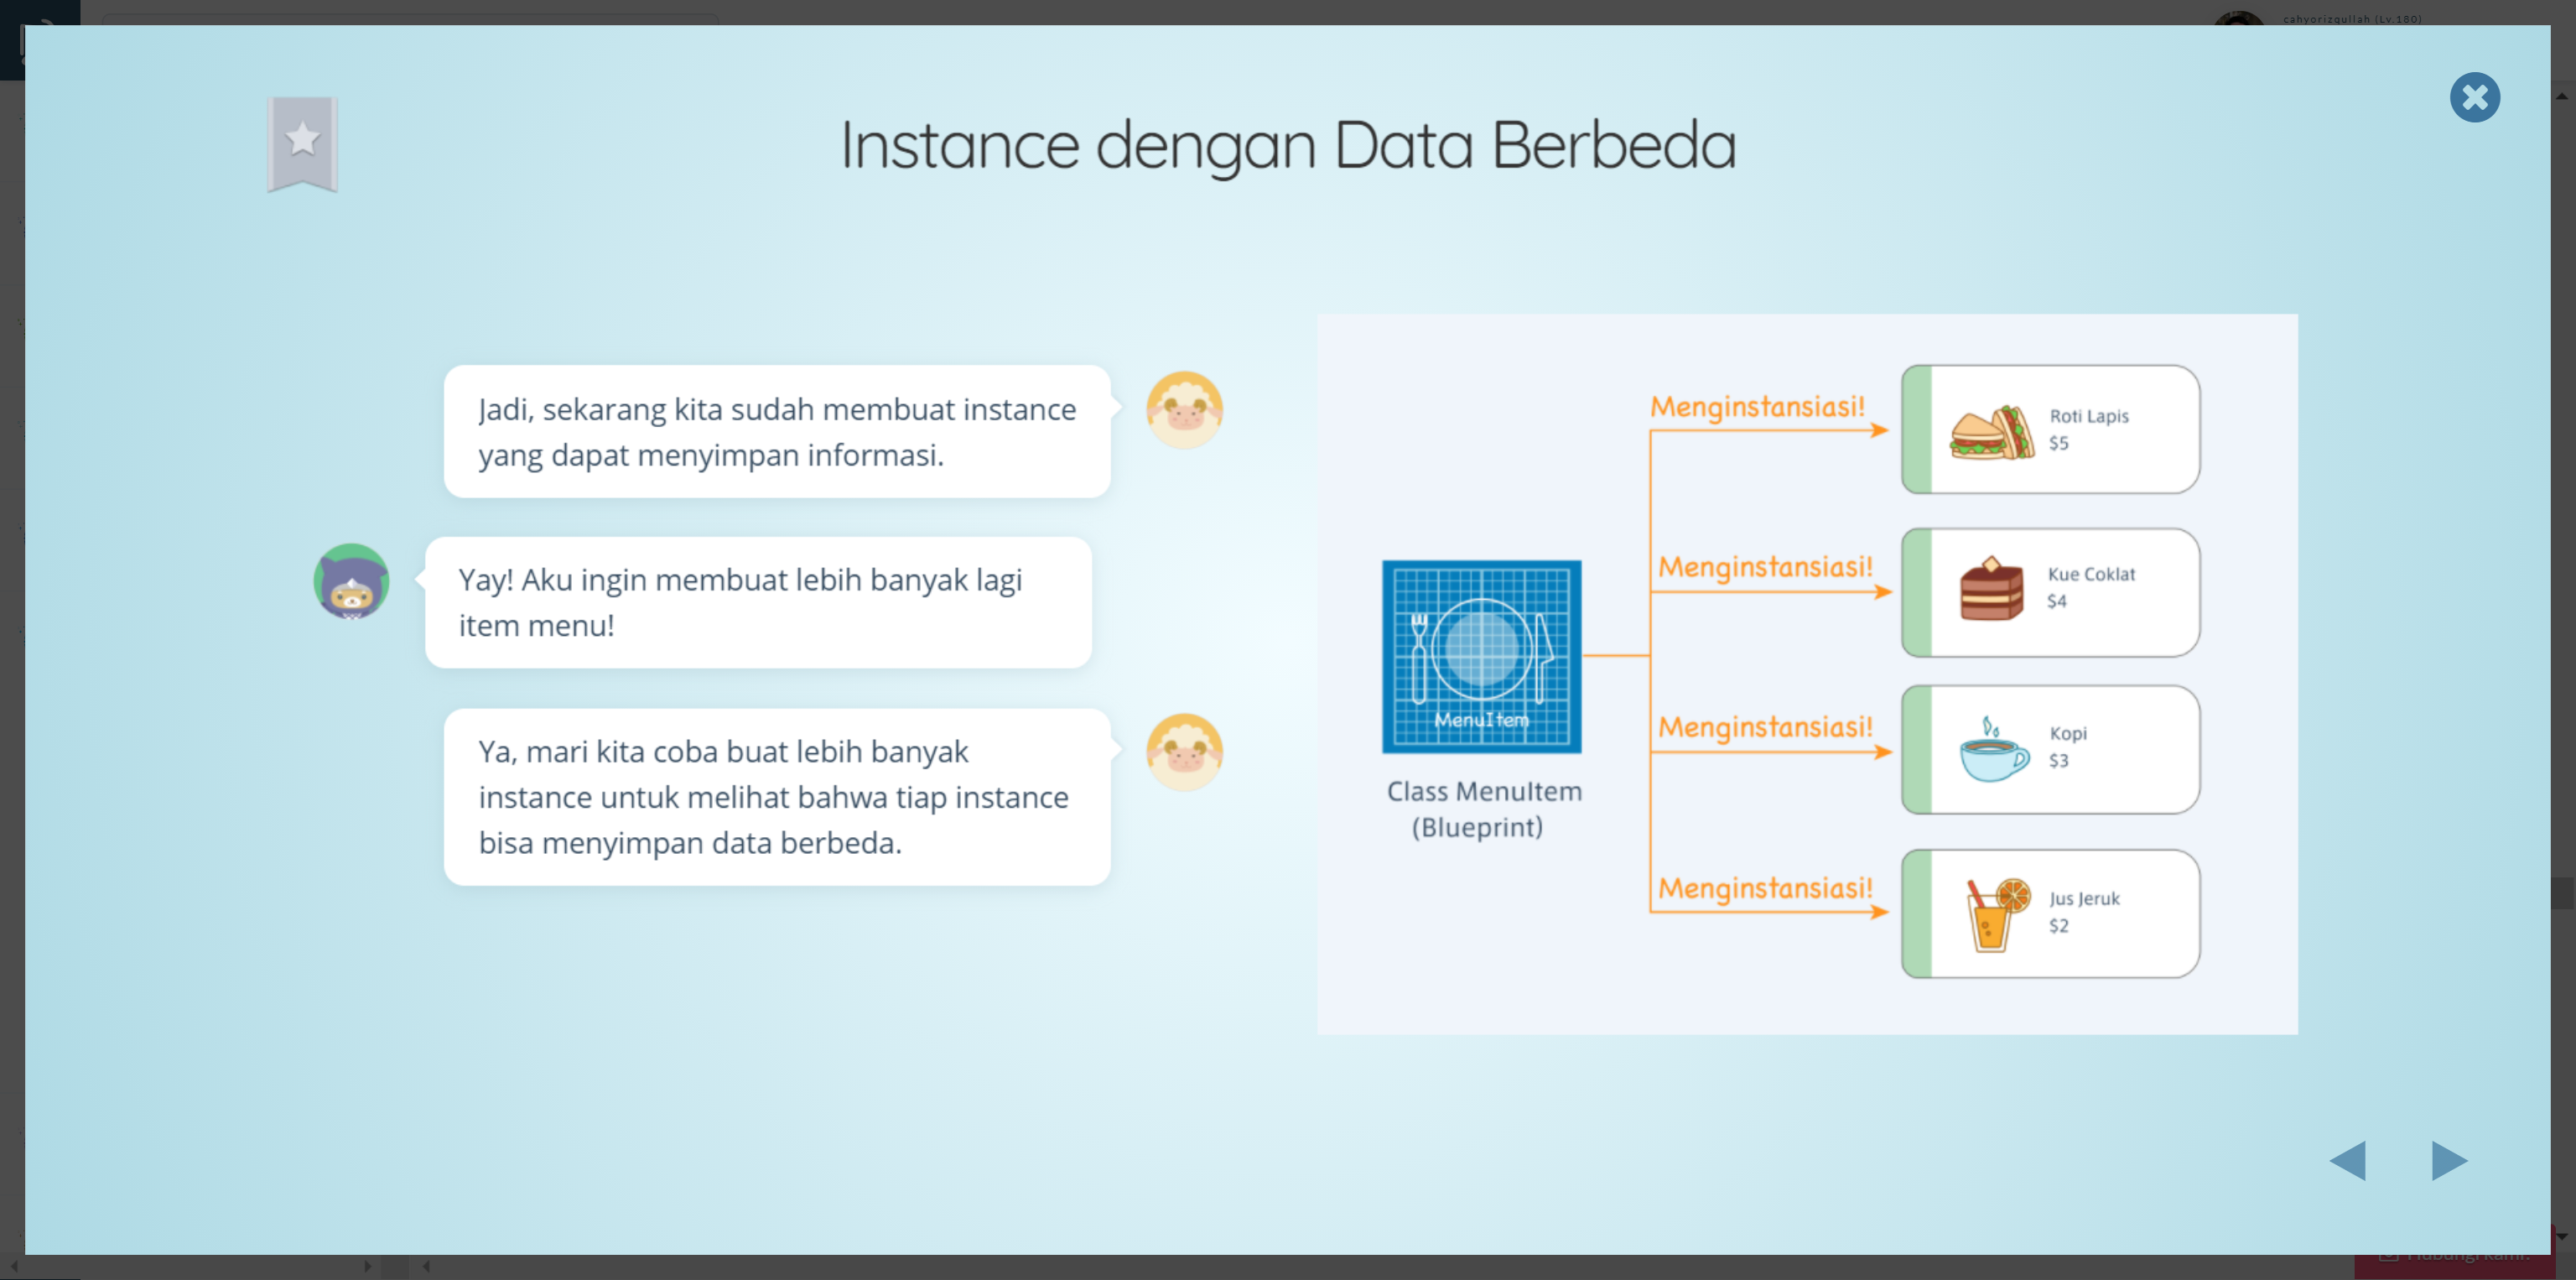 cahyorizqullah (Lv.180)
Instance dengan Data Berbeda
Jadi, sekarang kita sudah membuat instance
yang dapat menyimpan informasi.
Yay! Aku ingin membuat lebih banyak lagi
item menu!
Ya, mari kita coba buat lebih banyak
instance untuk melihat bahwa tiap instance
bisa menyimpan data berbeda.
MenuItem
Class MenuItem
(Blueprint)
Menginstansiasi!
Roti Lapis
$5
Menginstansiasi!
Kue Coklat
$4
Menginstansiasi!
Kopi
$3
Menginstansiasi!
Jus Jeruk
$2
Hubungi kami!